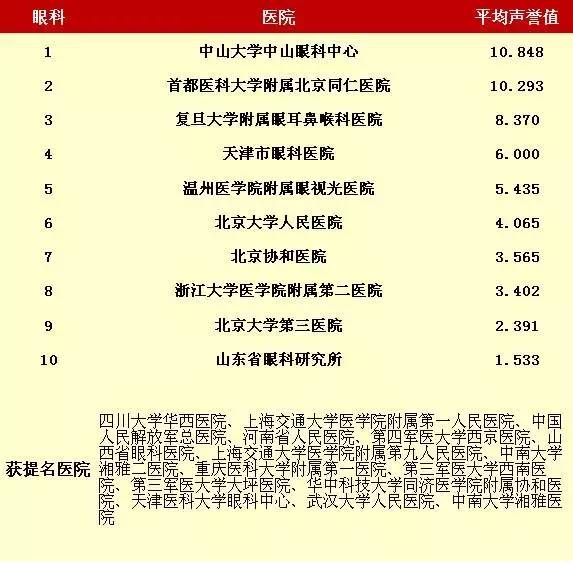 眼科 医院 平均声誉值
1 中山大学中山眼科中心 10.848
2 首都医科大学附属北京同仁医院 10.293
3 复旦大学附属眼耳鼻喉科医院 8.370
4 天津市眼科医院 6.000
5 温州医学院附属眼视光医院 5.435
6 北京大学人民医院 4.065
7 北京协和医院 3.565
8 浙江大学医学院附属第二医院 3.402
9 北京大学第三医院 2.391
10 山东省眼科研究所 1.533
获提名医院
四川大学华西医院、上海交通大学医学院附属第一人民医院、中国
人民解放军总医院、河南省人民医院、第四军医大学西京医院、山
西省眼科医院、上海交通大学医学院附属第九人民医院、中南大学
湘雅二医院、重庆医科大学附属第一医院、第三军医大学西南医
院、第三军医大学大坪医院、华中科技大学同济医学院附属协和医
院、天津医科大学眼科中心、武汉大学人民医院、中南大学湘雅医
院